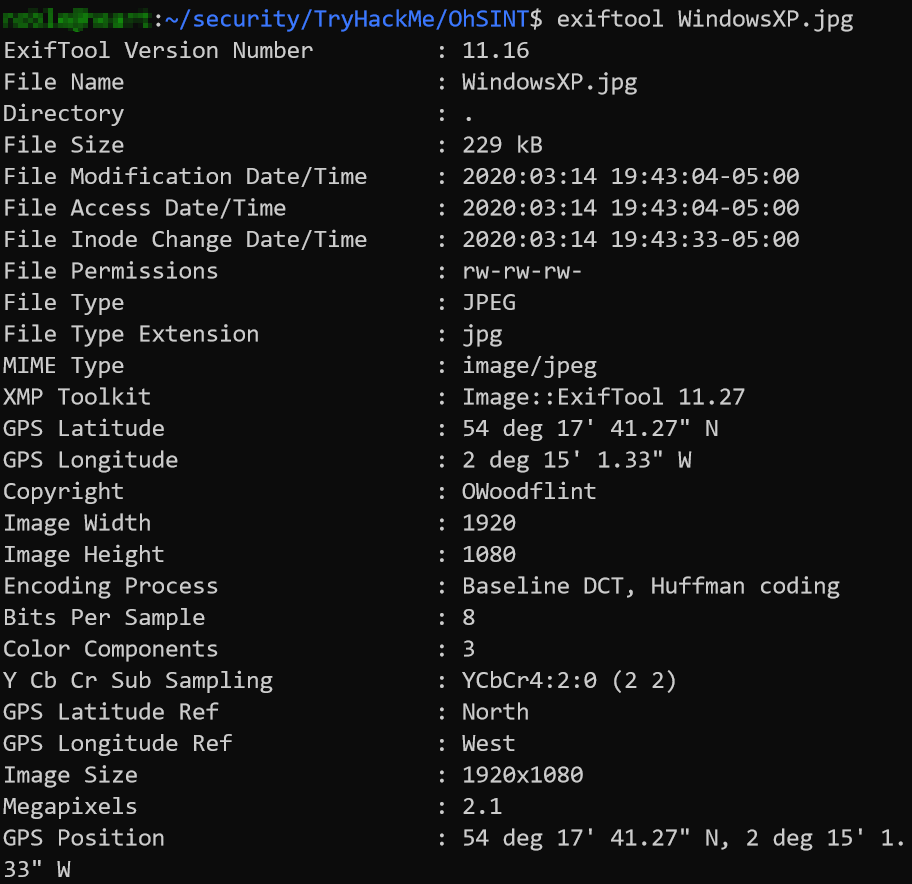 :~/security/TryHackMe/OhSINT$ exiftool WindowsXP.jpg
ExifTool Version Number : 11.16
File Name : WindowsXP.jpg
Directory : .
File Size : 229 kB
File Modification Date/Time : 2020:03:14 19:43:04-05:00
File Access Date/Time : 2020:03:14 19:43:04-05:00
File Inode Change Date/Time : 2020:03:14 19:43:33-05:00
File Permissions : rw-rw-rw-
File Type : JPEG
File Type Extension : jpg
MIME Type : image/jpeg
XMP Toolkit : Image::ExifTool 11.27
GPS Latitude : 54 deg 17' 41.27" N
GPS Longitude : 2 deg 15' 1.33" W
Copyright : OWoodflint
Image Width : 1920
Image Height : 1080
Encoding Process : Baseline DCT, Huffman coding
Bits Per Sample : 8
Color Components : 3
Y Cb Cr Sub Sampling : YCbCr4:2:0 (2 2)
GPS Latitude Ref : North
GPS Longitude Ref : West
Image Size : 1920x1080
Megapixels : 2.1
GPS Position : 54 deg 17' 41.27" N, 2 deg 15' 1.
33" W